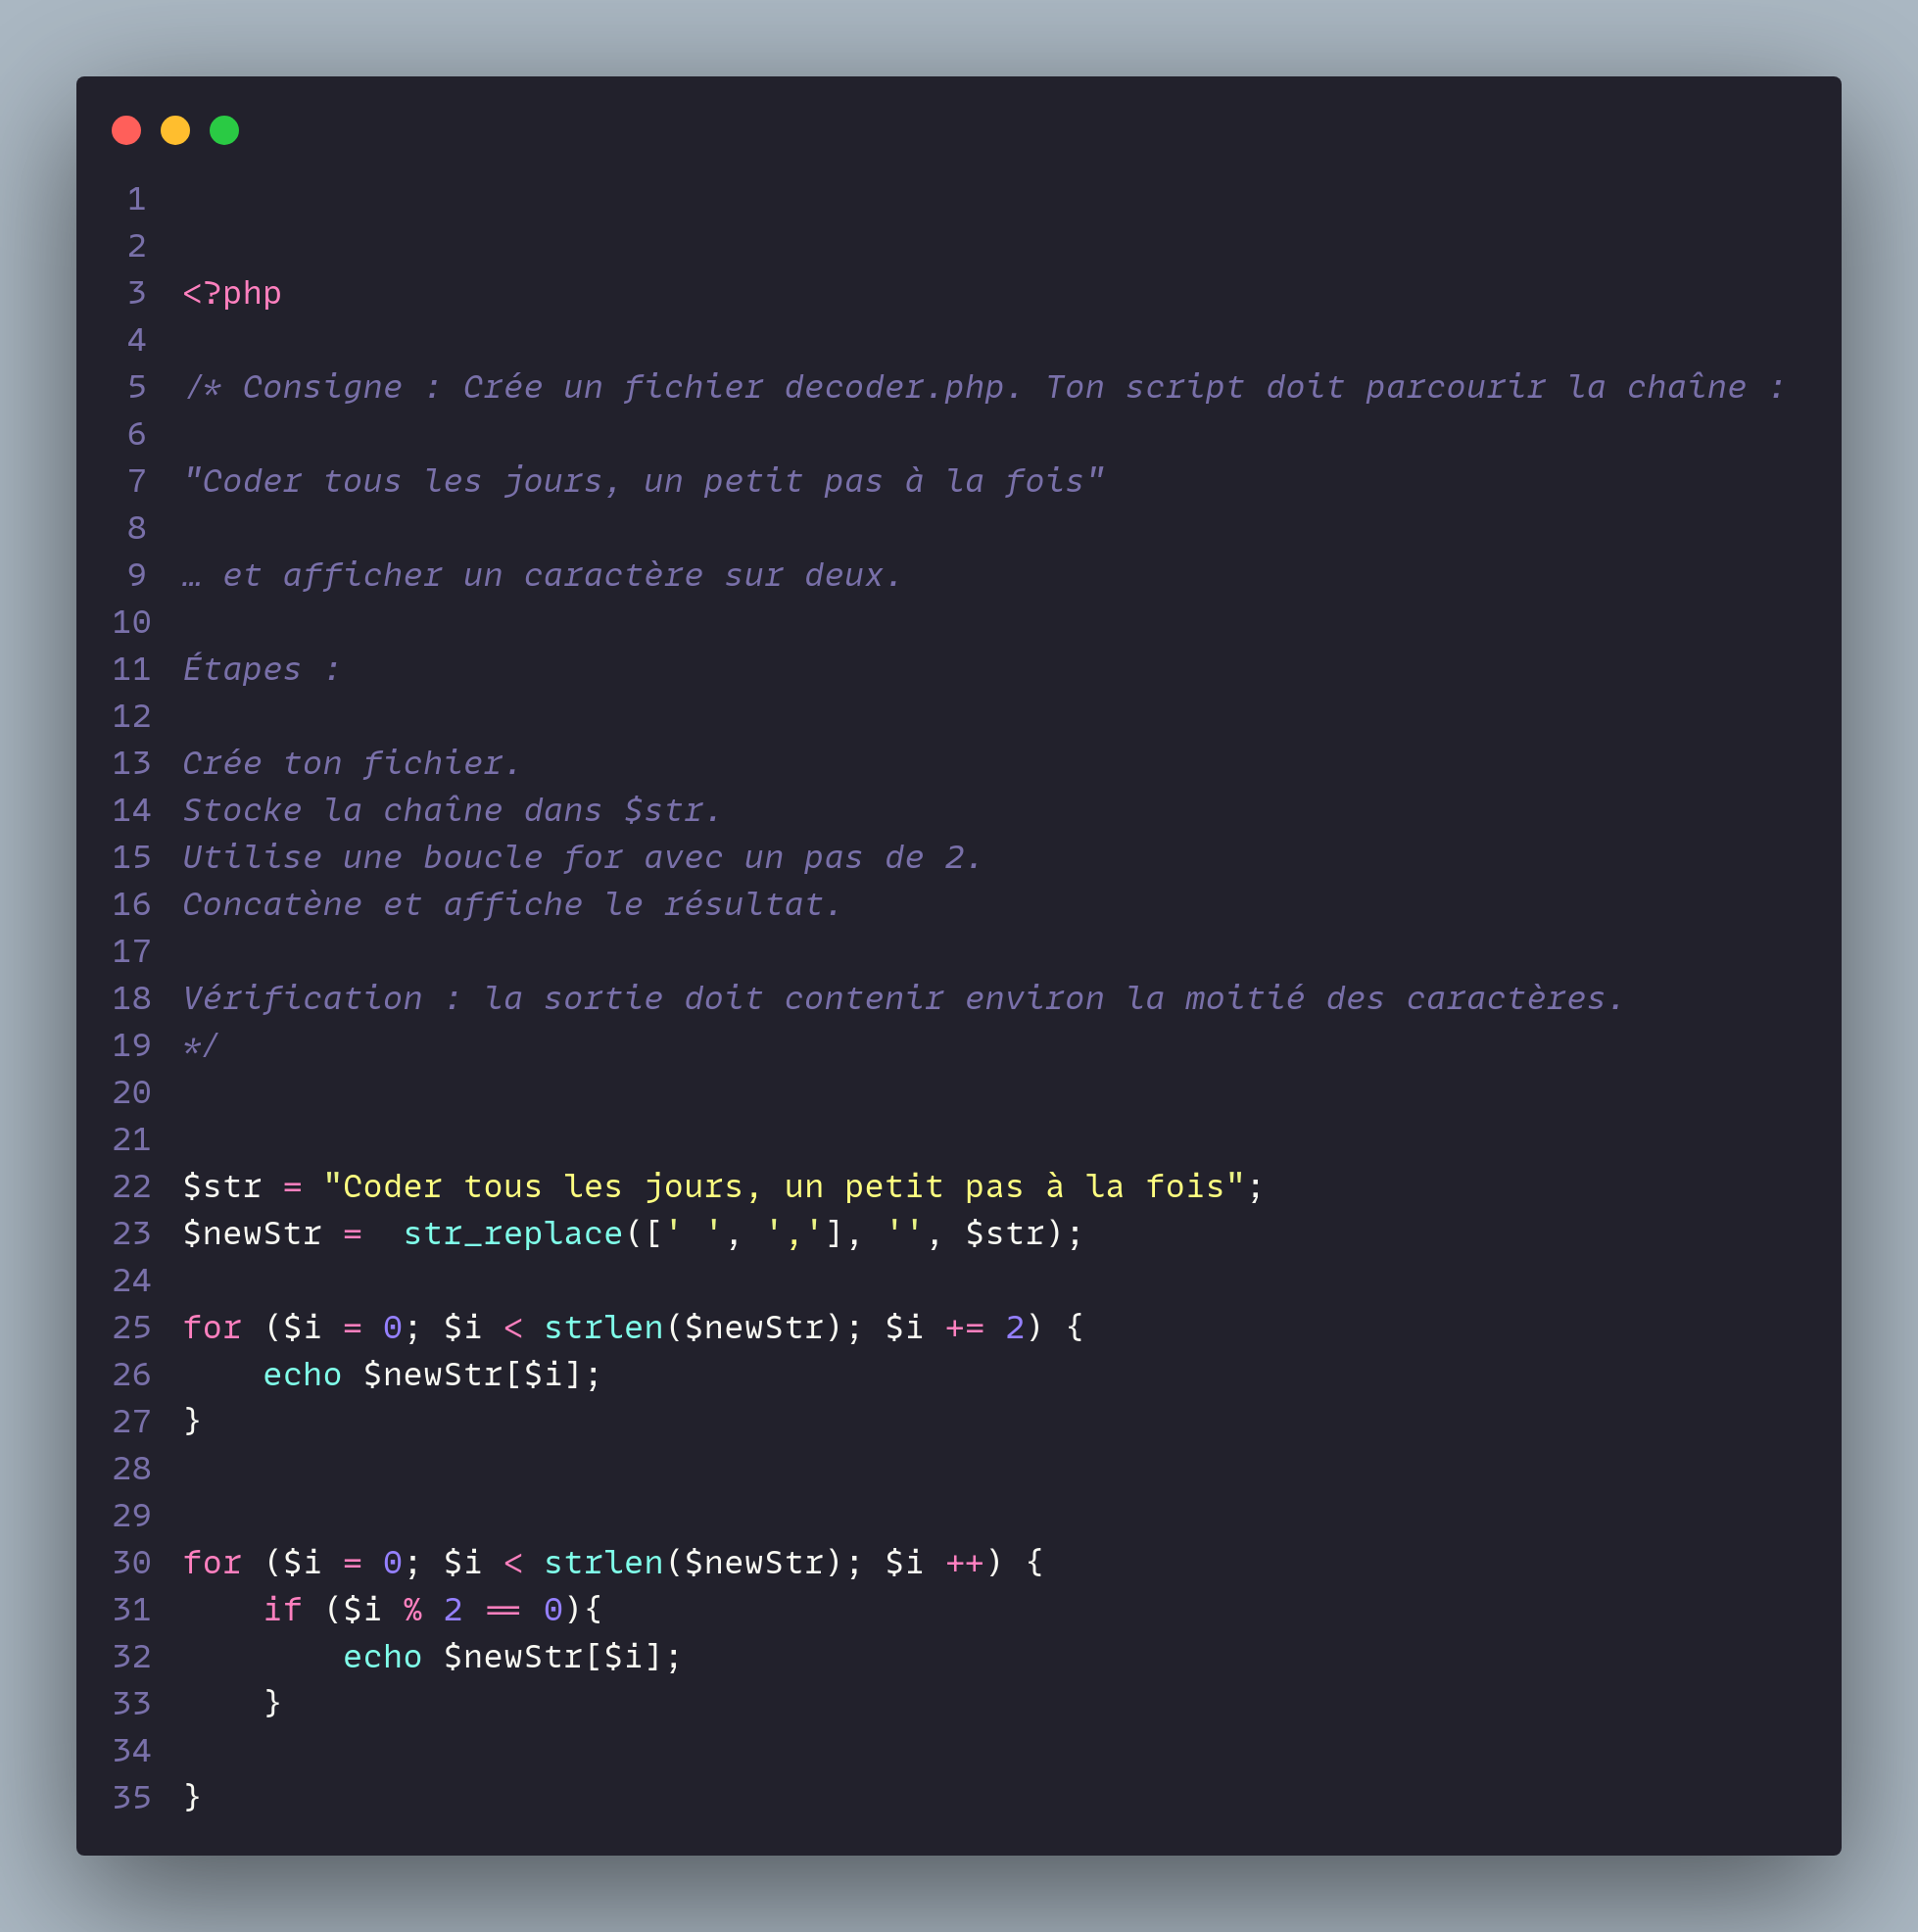 1
2
3 <?php
4
5 /* Consigne : Crée un fichier decoder.php. Ton script doit parcourir la chaîne :
6
7 "Coder tous les jours, un petit pas à la fois"
8
9 … et afficher un caractère sur deux.
10
11 Étapes :
12
13 Crée ton fichier.
14 Stocke la chaîne dans $str.
15 Utilise une boucle for avec un pas de 2.
16 Concatène et affiche le résultat.
17
18 Vérification : la sortie doit contenir environ la moitié des caractères.
19 */
20
21
22 $str = "Coder tous les jours, un petit pas à la fois";
23 $newStr =  str_replace([' ', ','], '', $str);
24
25 for ($i = 0; $i < strlen($newStr); $i += 2) {
26     echo $newStr[$i];
27 }
28
29
30 for ($i = 0; $i < strlen($newStr); $i ++) {
31     if ($i % 2 == 0){
32         echo $newStr[$i];
33     }
34
35 }